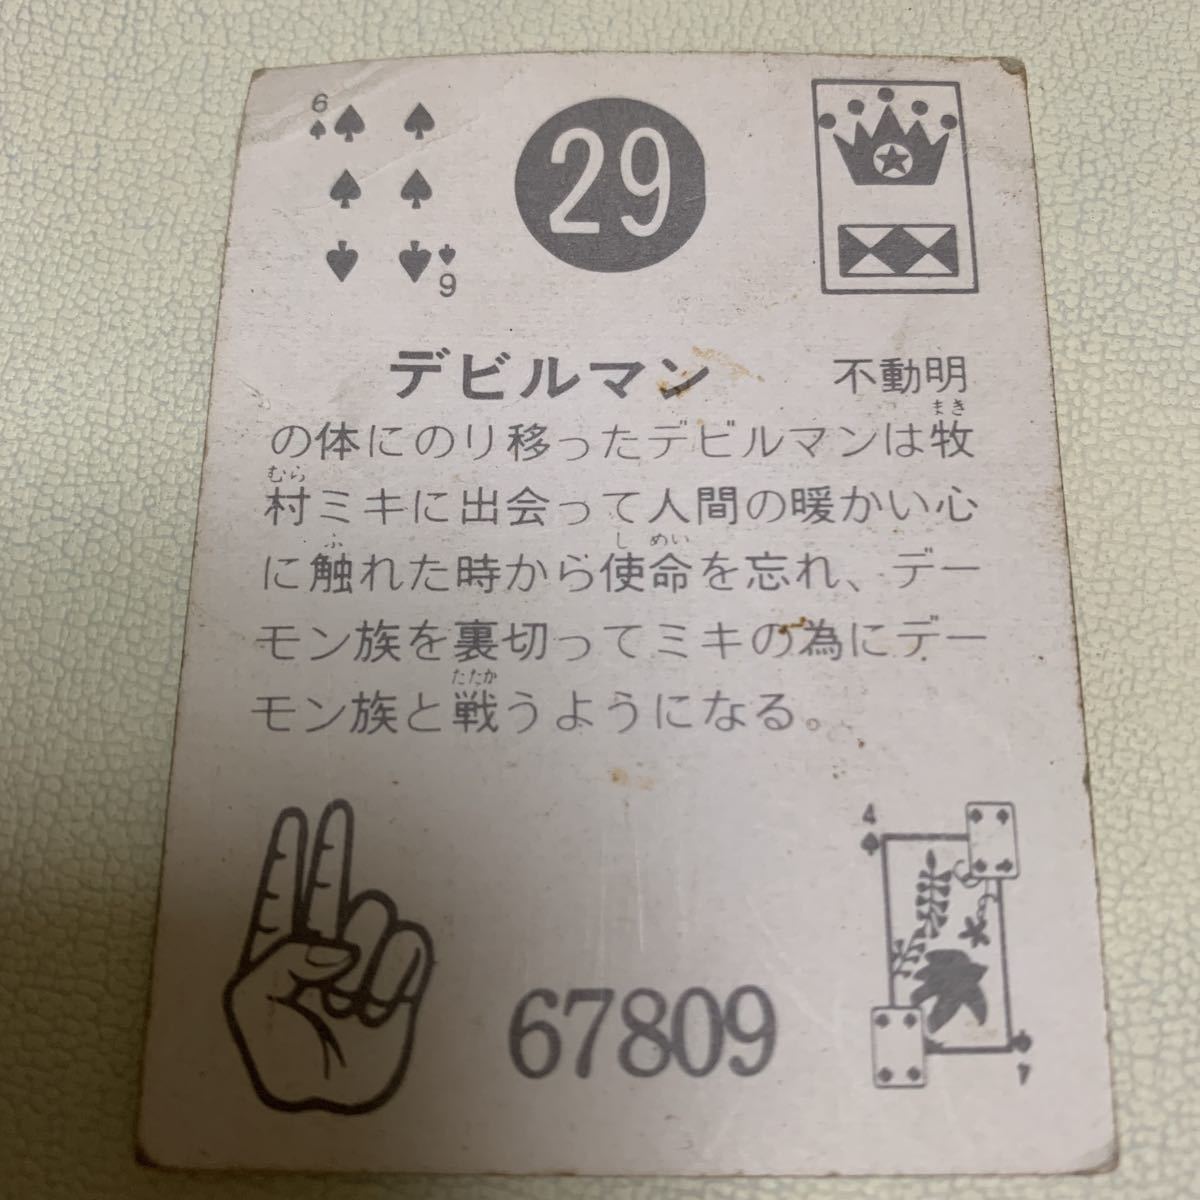 6
29
9
デビルマン 不動明
まき
の体にのり移ったデビルマンは牧
むら
村ミキに出会って人間の暖かい心
ふ し めい
に触れた時から使命を忘れ、デー
モン族を裏切ってミキの為にデー
たたか
モン族と戦うようになる。
4
67809
4